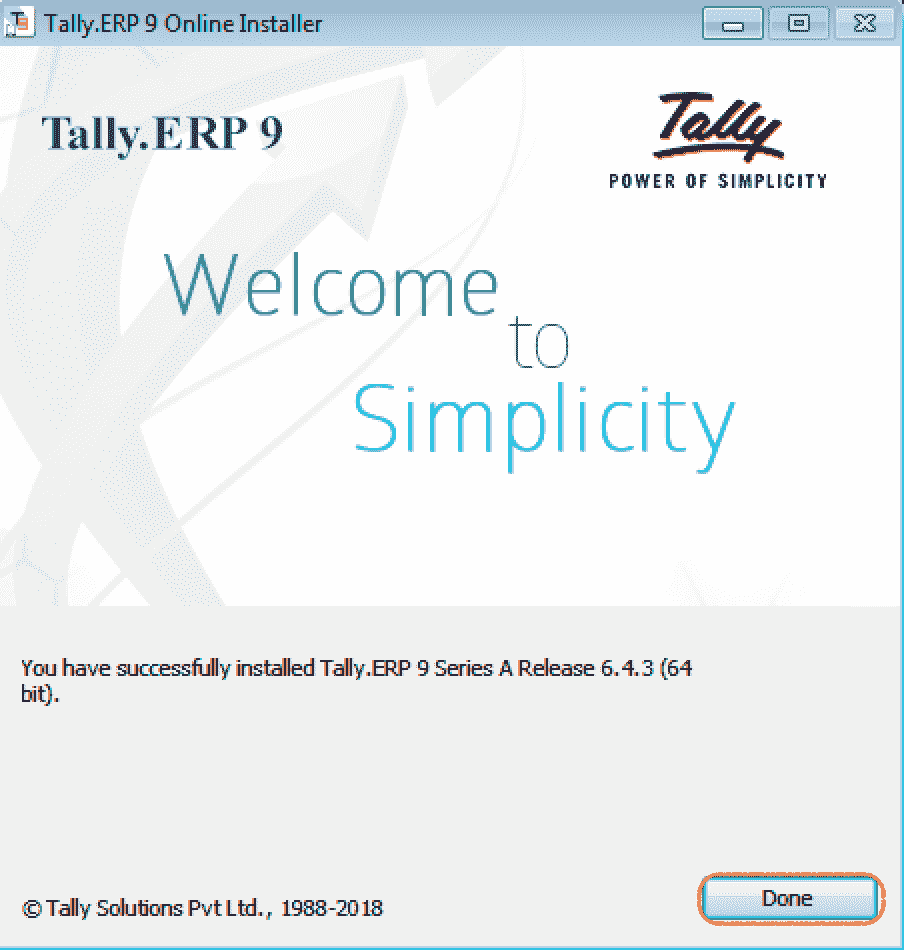 Tally.ERP 9 Online Installer
Tally.ERP 9
Tally
POWER OF SIMPLICITY
Welcome
to
Simplicity
You have successfully installed Tally.ERP 9 Series A Release 6.4.3 (64
bit).
© Tally Solutions Pvt Ltd., 1988-2018
Done